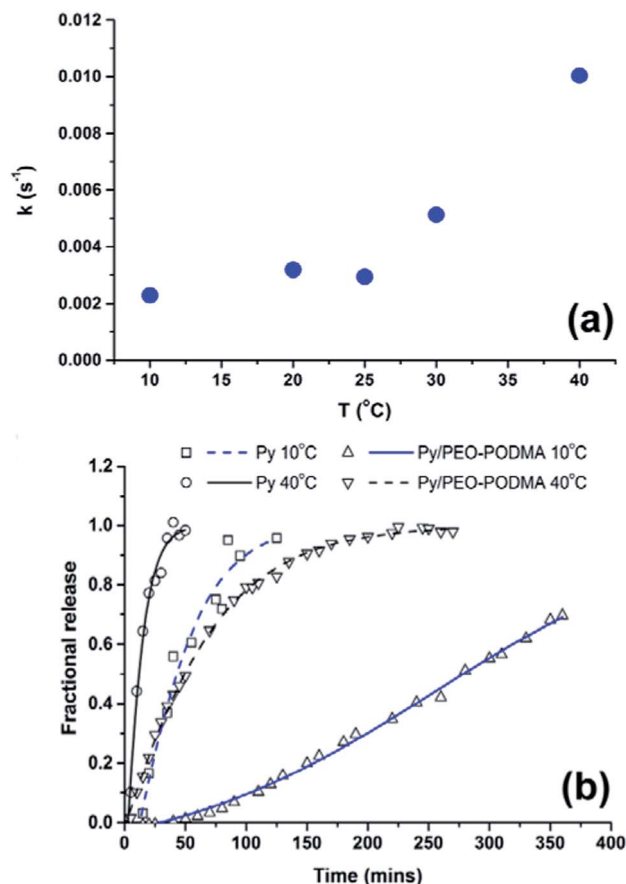 0.012
0.010
0.008
0.006
0.004
0.002
0.000
k (s⁻¹)
10 15 20 25 30 35 40
T (°C)
(a)
Py 10°C Py/PEO-PODMA 10°C
Py 40°C Py/PEO-PODMA 40°C
1.2
1.0
0.8
0.6
0.4
0.2
0.0
Fractional release
0 50 100 150 200 250 300 350 400
Time (mins)
(b)